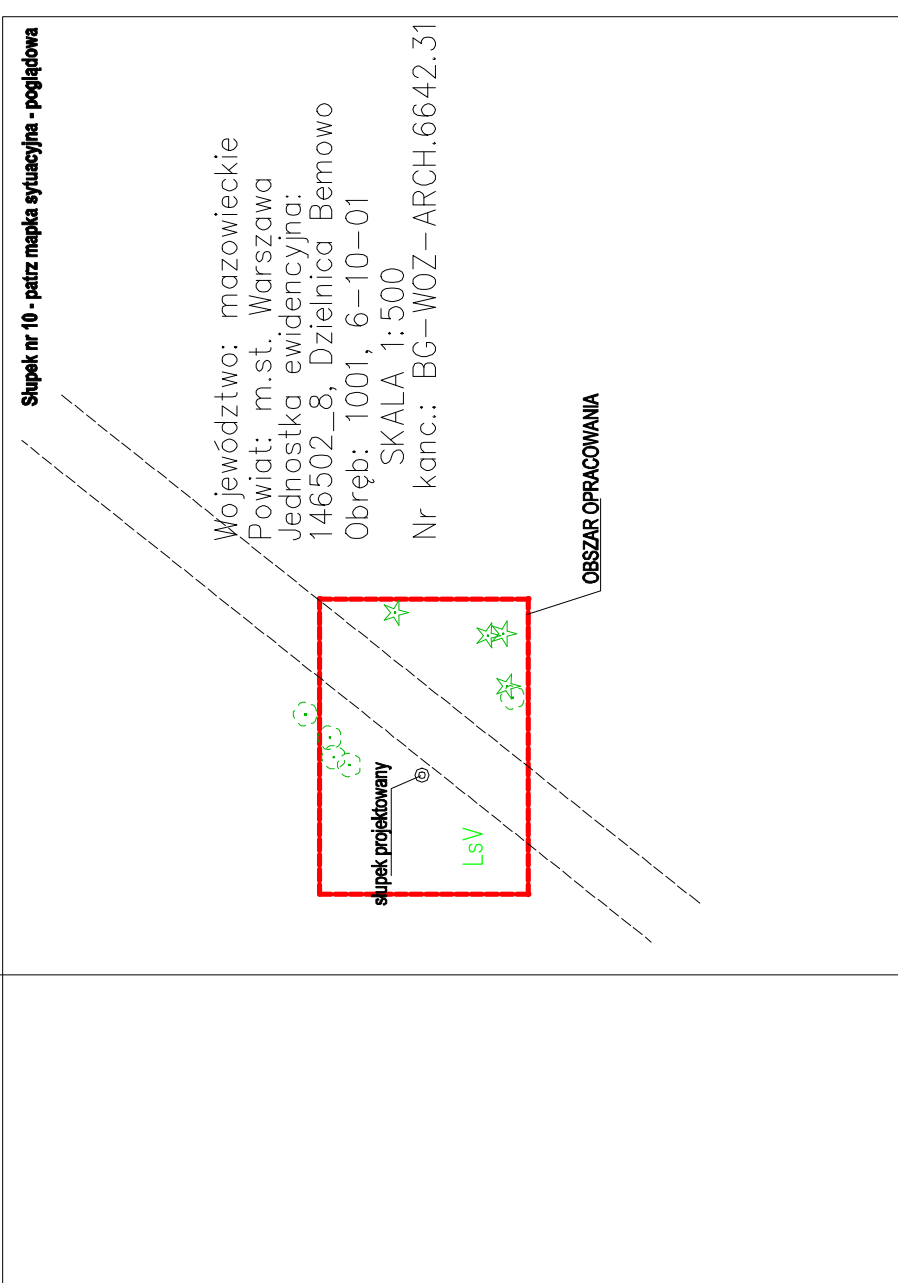 Słupek nr 10 - patrz mapka sytuacyjna - poglądowa
Województwo: mazowieckie
Powiat: m.st. Warszawa
Jednostka ewidencyjna:
146502_8, Dzielnica Bemowo
Obręb: 1001, 6-10-01
SKALA 1:500
Nr kanc.: BG-WOZ-ARCH.6642.31
słupek projektowany
LsV
OBSZAR OPRACOWANIA